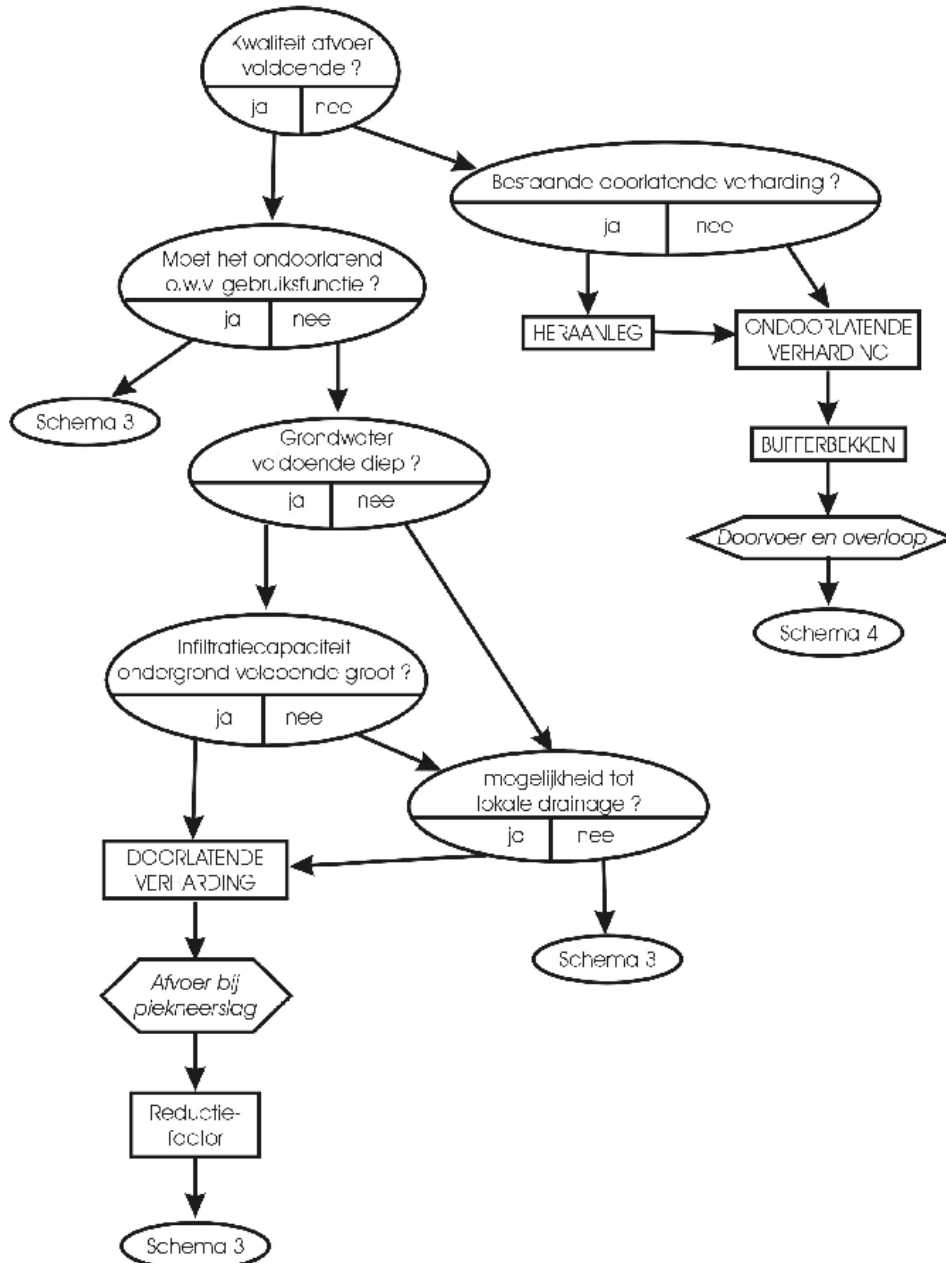 Kwaliteit afvoer
voldoende ?
ja nee
Bestaande doorlatende verharding ?
ja nee
Moet het ondoorlatend
o.w.v. gebruiksfunctie ?
ja nee
HERAANLEG
ONDOORLATENDE
VERHARDING
Schema 3
Grondwater
voldoende diep ?
ja nee
BUFFERBEKKEN
Doorvoer en overloop
Schema 4
Infiltratiecapaciteit
ondergrond voldoende groot ?
ja nee
mogelijkheid tot
lokale drainage ?
ja nee
DOORLATENDE
VERHARDING
Schema 3
Afvoer bij
piekneerslag
Reductie-
factor
Schema 3